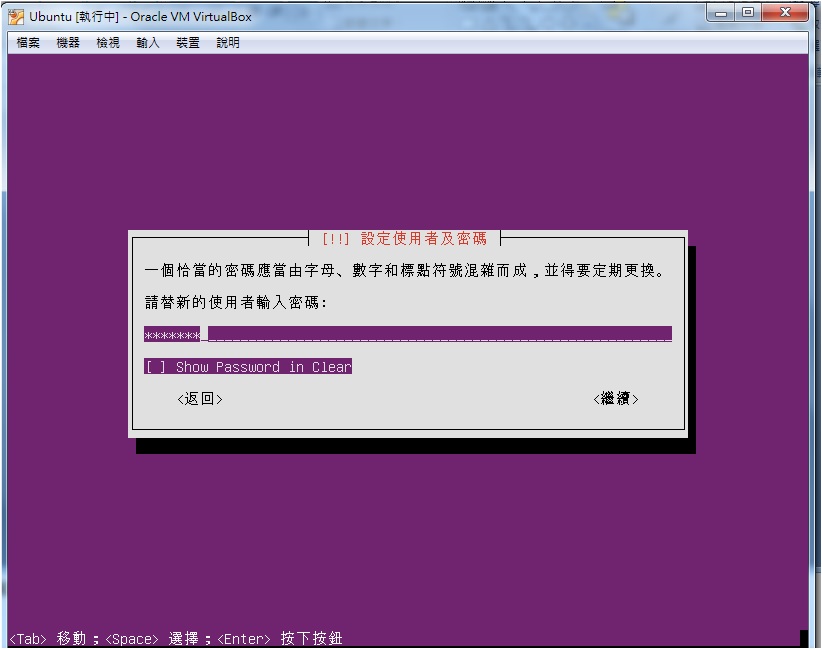 Ubuntu [執行中] - Oracle VM VirtualBox
檔案 機器 檢視 輸入 裝置 說明
[!!] 設定使用者及密碼
一個恰當的密碼應當由字母、數字和標點符號混雜而成，並得要定期更換。
請替新的使用者輸入密碼:
*******
[ ] Show Password in Clear
<返回> <繼續>
<Tab> 移動；<Space> 選擇；<Enter> 按下按鈕